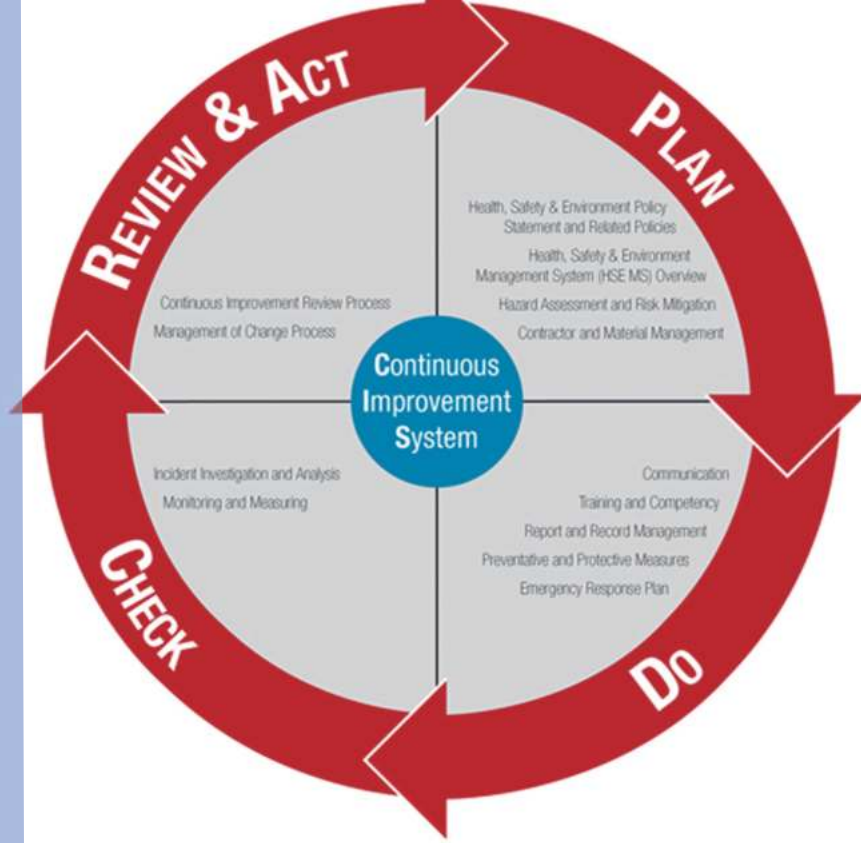 REVIEW & ACT
PLAN
Health, Safety & Environment Policy
Statement and Related Policies
Health, Safety & Environment
Management System (HSE MS) Overview
Hazard Assessment and Risk Mitigation
Contractor and Material Management
Continuous Improvement Review Process
Management of Change Process
Continuous
Improvement
System
Incident Investigation and Analysis
Monitoring and Measuring
Communication
Training and Competency
Report and Record Management
Preventative and Protective Measures
Emergency Response Plan
CHECK
DO